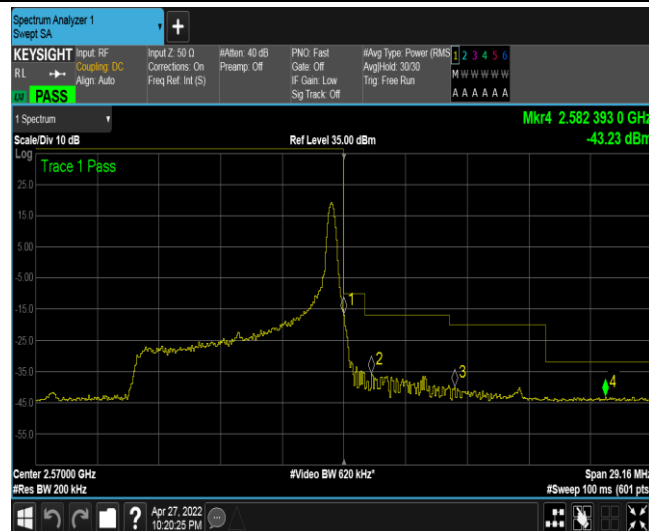 Spectrum Analyzer 1
Swept SA
+
KEYSIGHT
RL
LXI
PASS
Input: RF
Coupling: DC
Align: Auto
Input Z: 50 Ω
Corrections: On
Freq Ref: Int (S)
#Atten: 40 dB
Preamp: Off
PNO: Fast
Gate: Off
IF Gain: Low
Sig Track: Off
#Avg Type: Power (RMS
Avg|Hold: 30/30
Trig: Free Run
1 2 3 4 5 6
M W W W W W
A A A A A A
1 Spectrum
Mkr4 2.582 393 0 GHz
Scale/Div 10 dB
Ref Level 35.00 dBm
-43.23 dBm
Log
Trace 1 Pass
25.0
15.0
5.00
-5.00
-15.0
-25.0
-35.0
-45.0
-55.0
1
2
3
4
Center 2.57000 GHz
#Video BW 620 kHz*
Span 29.16 MHz
#Res BW 200 kHz
#Sweep 100 ms (601 pts
?
Apr 27, 2022
10:20:25 PM